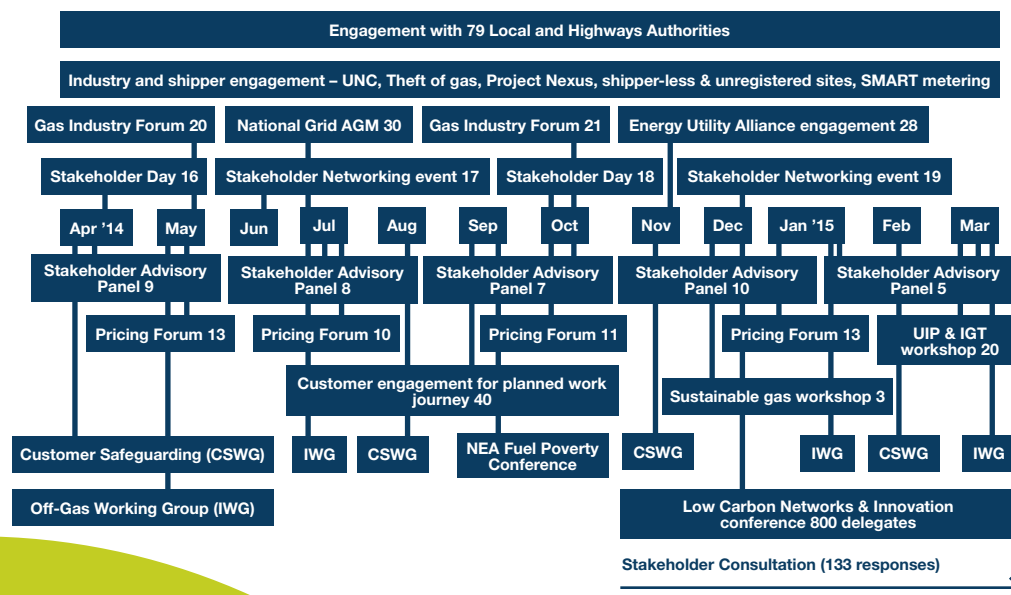 Engagement with 79 Local and Highways Authorities
Industry and shipper engagement – UNC, Theft of gas, Project Nexus, shipper-less & unregistered sites, SMART metering
Gas Industry Forum 20
National Grid AGM 30
Gas Industry Forum 21
Energy Utility Alliance engagement 28
Stakeholder Day 16
Stakeholder Networking event 17
Stakeholder Day 18
Stakeholder Networking event 19
Apr ’14
May
Jun
Jul
Aug
Sep
Oct
Nov
Dec
Jan ’15
Feb
Mar
Stakeholder Advisory
Panel 9
Stakeholder Advisory
Panel 8
Stakeholder Advisory
Panel 7
Stakeholder Advisory
Panel 10
Stakeholder Advisory
Panel 5
Pricing Forum 13
Pricing Forum 10
Pricing Forum 11
Pricing Forum 13
UIP & IGT
workshop 20
Customer engagement for planned work
journey 40
Sustainable gas workshop 3
Customer Safeguarding (CSWG)
IWG
CSWG
NEA Fuel Poverty
Conference
CSWG
IWG
CSWG
IWG
Off-Gas Working Group (IWG)
Low Carbon Networks & Innovation
conference 800 delegates
Stakeholder Consultation (133 responses)